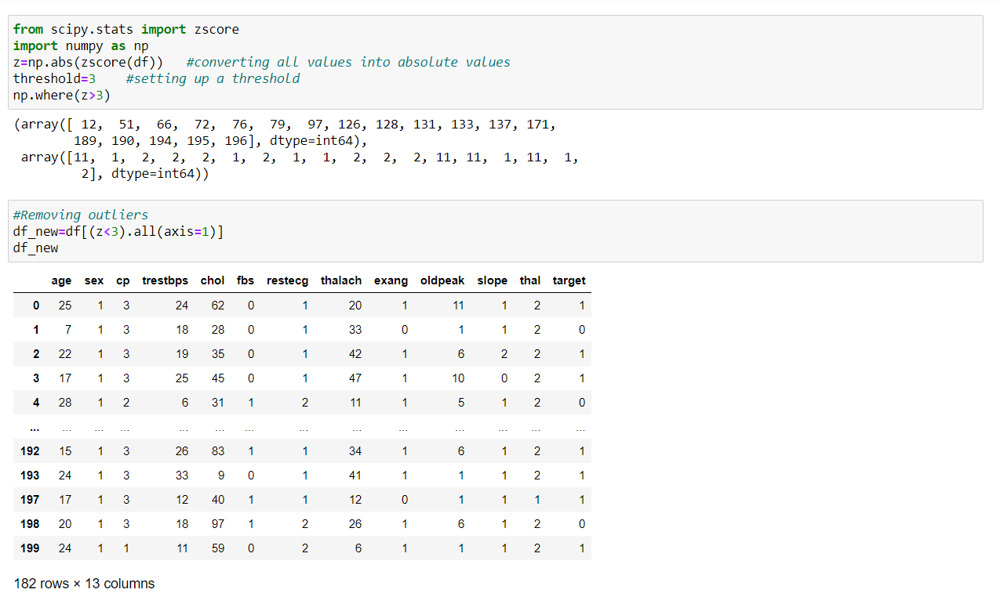 from scipy.stats import zscore
import numpy as np
z=np.abs(zscore(df))   #converting all values into absolute values
threshold=3    #setting up a threshold
np.where(z>3)
(array([ 12,  51,  66,  72,  76,  79,  97, 126, 128, 131, 133, 137, 171,
        189, 190, 194, 195, 196], dtype=int64),
 array([11,  1,  2,  2,  2,  1,  2,  1,  1,  2,  2,  2, 11, 11,  1, 11,  1,
         2], dtype=int64))
#Removing outliers
df_new=df[(z<3).all(axis=1)]
df_new
age sex cp trestbps chol fbs restecg thalach exang oldpeak slope thal target
0 25 1 3 24 62 0 1 20 1 11 1 2 1
1 7 1 3 18 28 0 1 33 0 1 1 2 0
2 22 1 3 19 35 0 1 42 1 6 2 2 1
3 17 1 3 25 45 0 1 47 1 10 0 2 1
4 28 1 2 6 31 1 2 11 1 5 1 2 0
... ... ... ... ... ... ... ... ... ... ... ... ... ...
192 15 1 3 26 83 1 1 34 1 6 1 2 1
193 24 1 3 33 9 0 1 41 1 1 1 2 1
197 17 1 3 12 40 1 1 12 0 1 1 1 1
198 20 1 3 18 97 1 2 26 1 6 1 2 0
199 24 1 1 11 59 0 2 6 1 1 1 2 1
182 rows × 13 columns